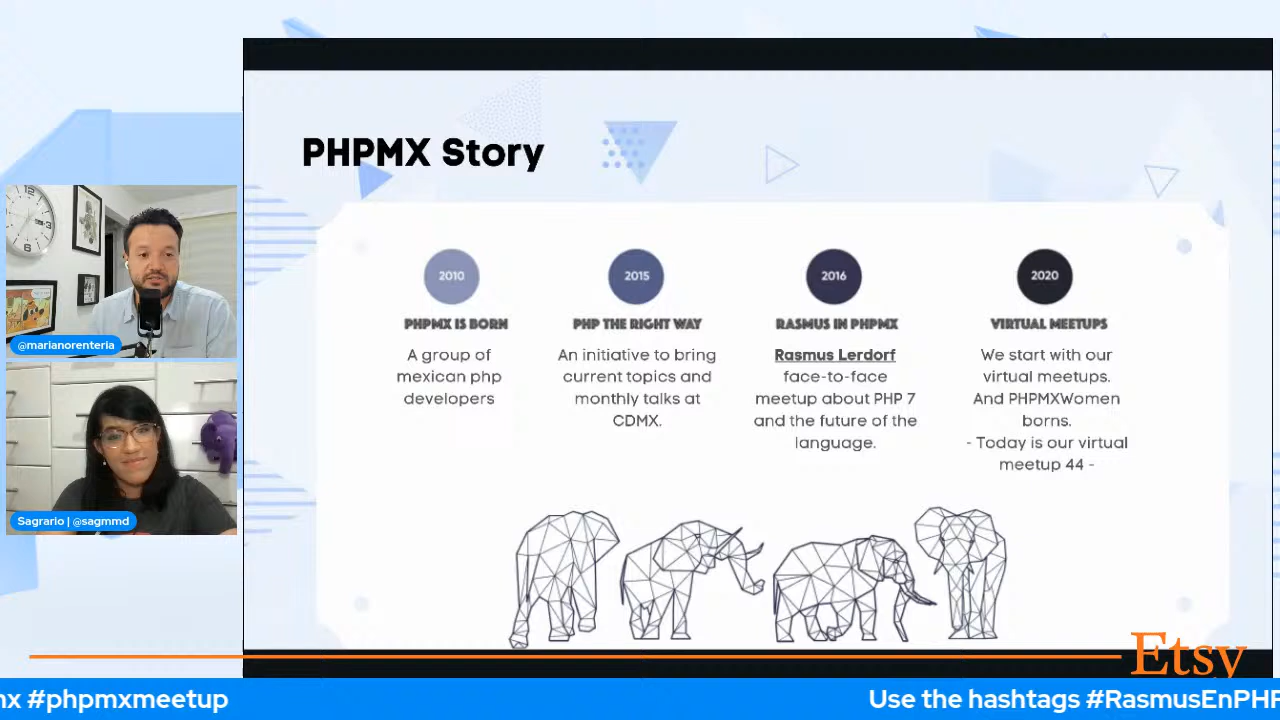 PHPMX Story
2010
PHPMX IS BORN
A group of
mexican php
developers
2015
PHP THE RIGHT WAY
An initiative to bring
current topics and
monthly talks at
CDMX.
2016
RASMUS IN PHPMX
Rasmus Lerdorf
face-to-face
meetup about PHP 7
and the future of the
language.
2020
VIRTUAL MEETUPS
We start with our
virtual meetups.
And PHPMXWomen
borns.
- Today is our virtual
meetup 44 -
@marianorenteria
Sagrario | @sagmmd
Etsy
nx #phpmxmeetup
Use the hashtags #RasmusEnPHP